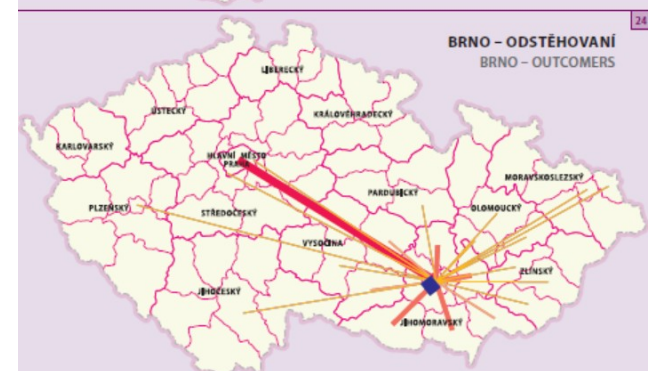 24
BRNO – ODSTĚHOVANÍ
BRNO – OUTCOMERS
LIBERECKÝ
ÚSTECKÝ
KRÁLOVÉHRADECKÝ
KARLOVARSKÝ
HLAVNÍ MĚSTO
PRAHA
MORAVSKOSLEZSKÝ
PARDUBICKÝ
PLZEŇSKÝ
STŘEDOČESKÝ
OLOMOUCKÝ
VYSOČINA
ZLÍNSKÝ
JIHOČESKÝ
JIHOMORAVSKÝ